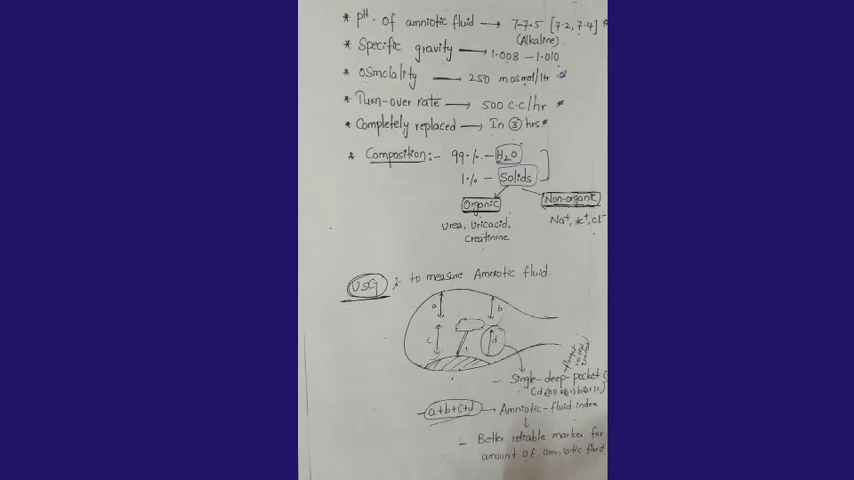 * pH - of amniotic fluid → 7-7.5 [7.2, 7.4] *
(Alkaline)
* Specific gravity → 1.008 – 1.010
* osmolality → 250 mosmol/ltr
* Turn-over rate → 500 c.c/hr *
* Completely replaced → In ③ hrs *
* Composition :- 99.% – H2O
1.% – Solids
Organic Non-organic
Urea, Uricacid, Na+, K+, Cl-
Creatinine
USG :- to measure Amniotic fluid
a b
c d
- Single-deep-pocket (
a+b+c+d → Amniotic-fluid index
- Better reliable marker for
amount of amniotic fluid